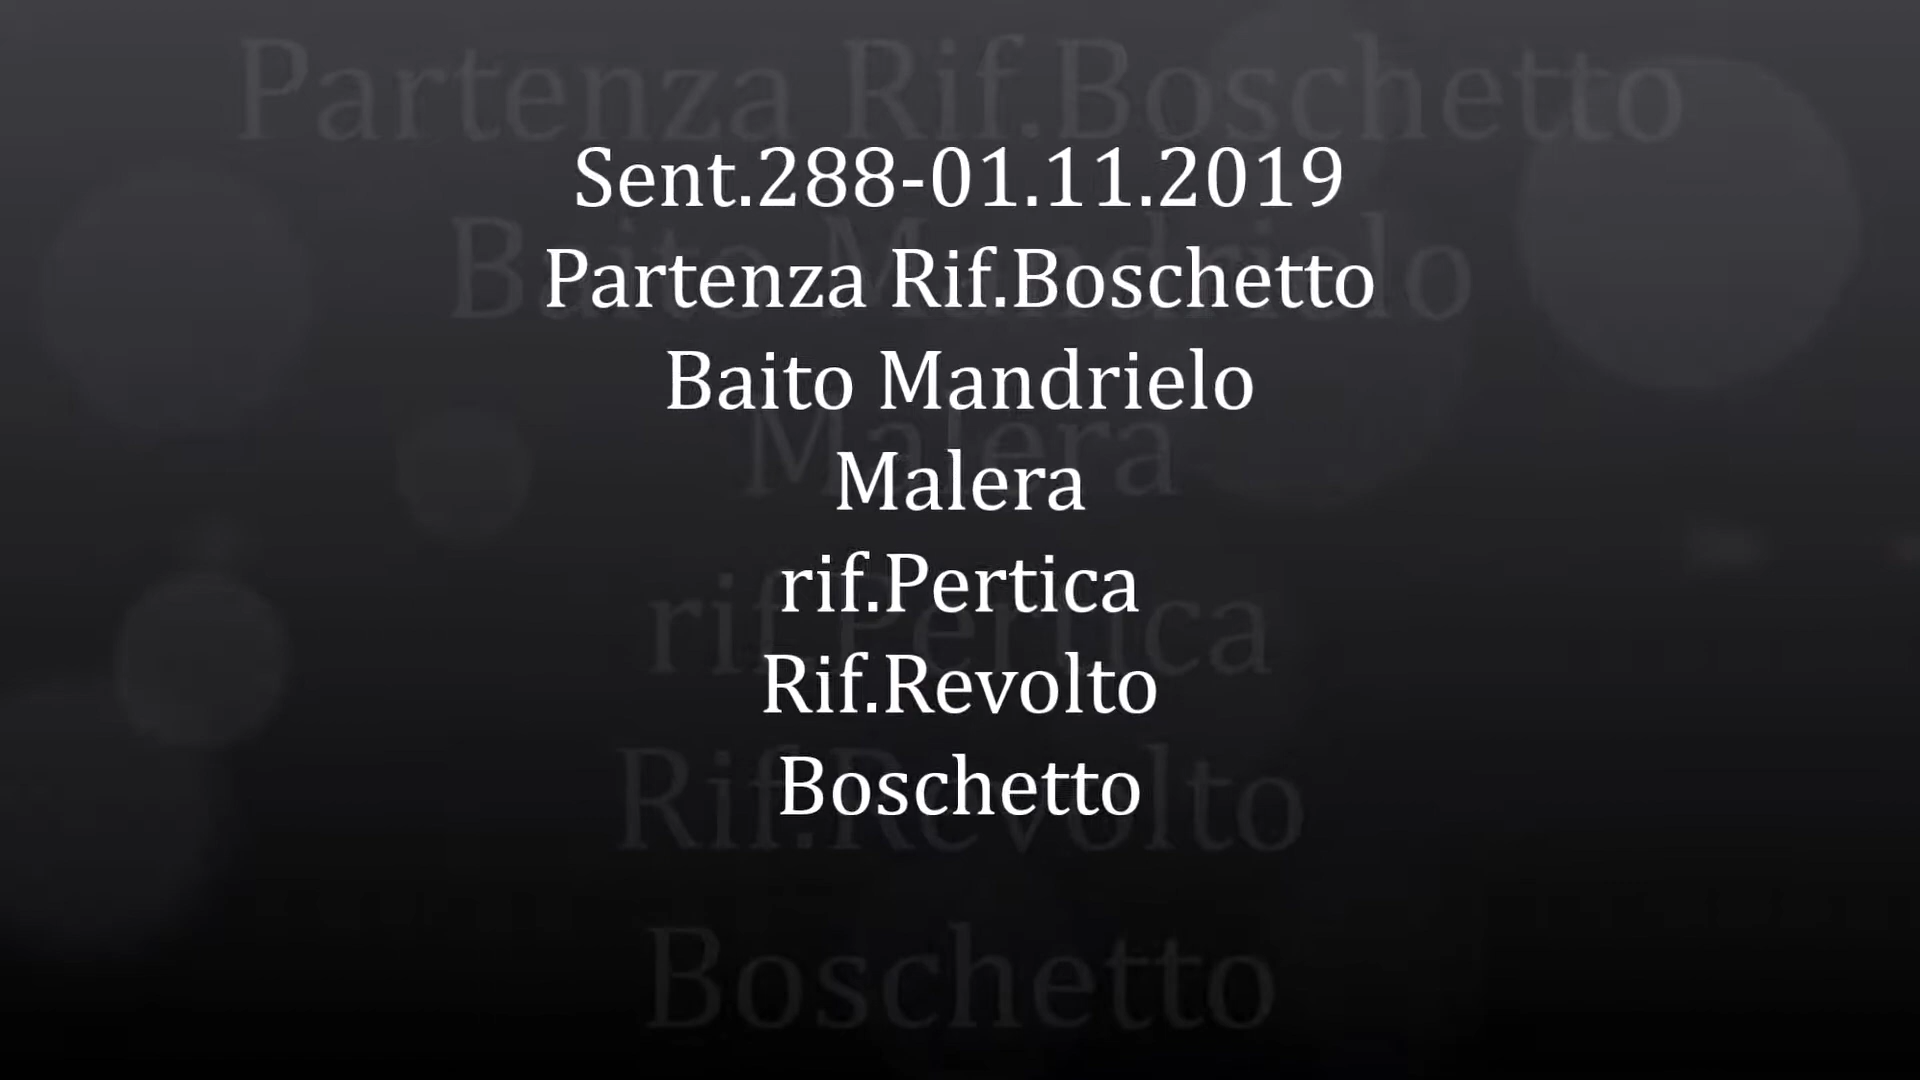 Sent.288-01.11.2019
Partenza Rif.Boschetto
Baito Mandrielo
Malera
rif.Pertica
Rif.Revolto
Boschetto